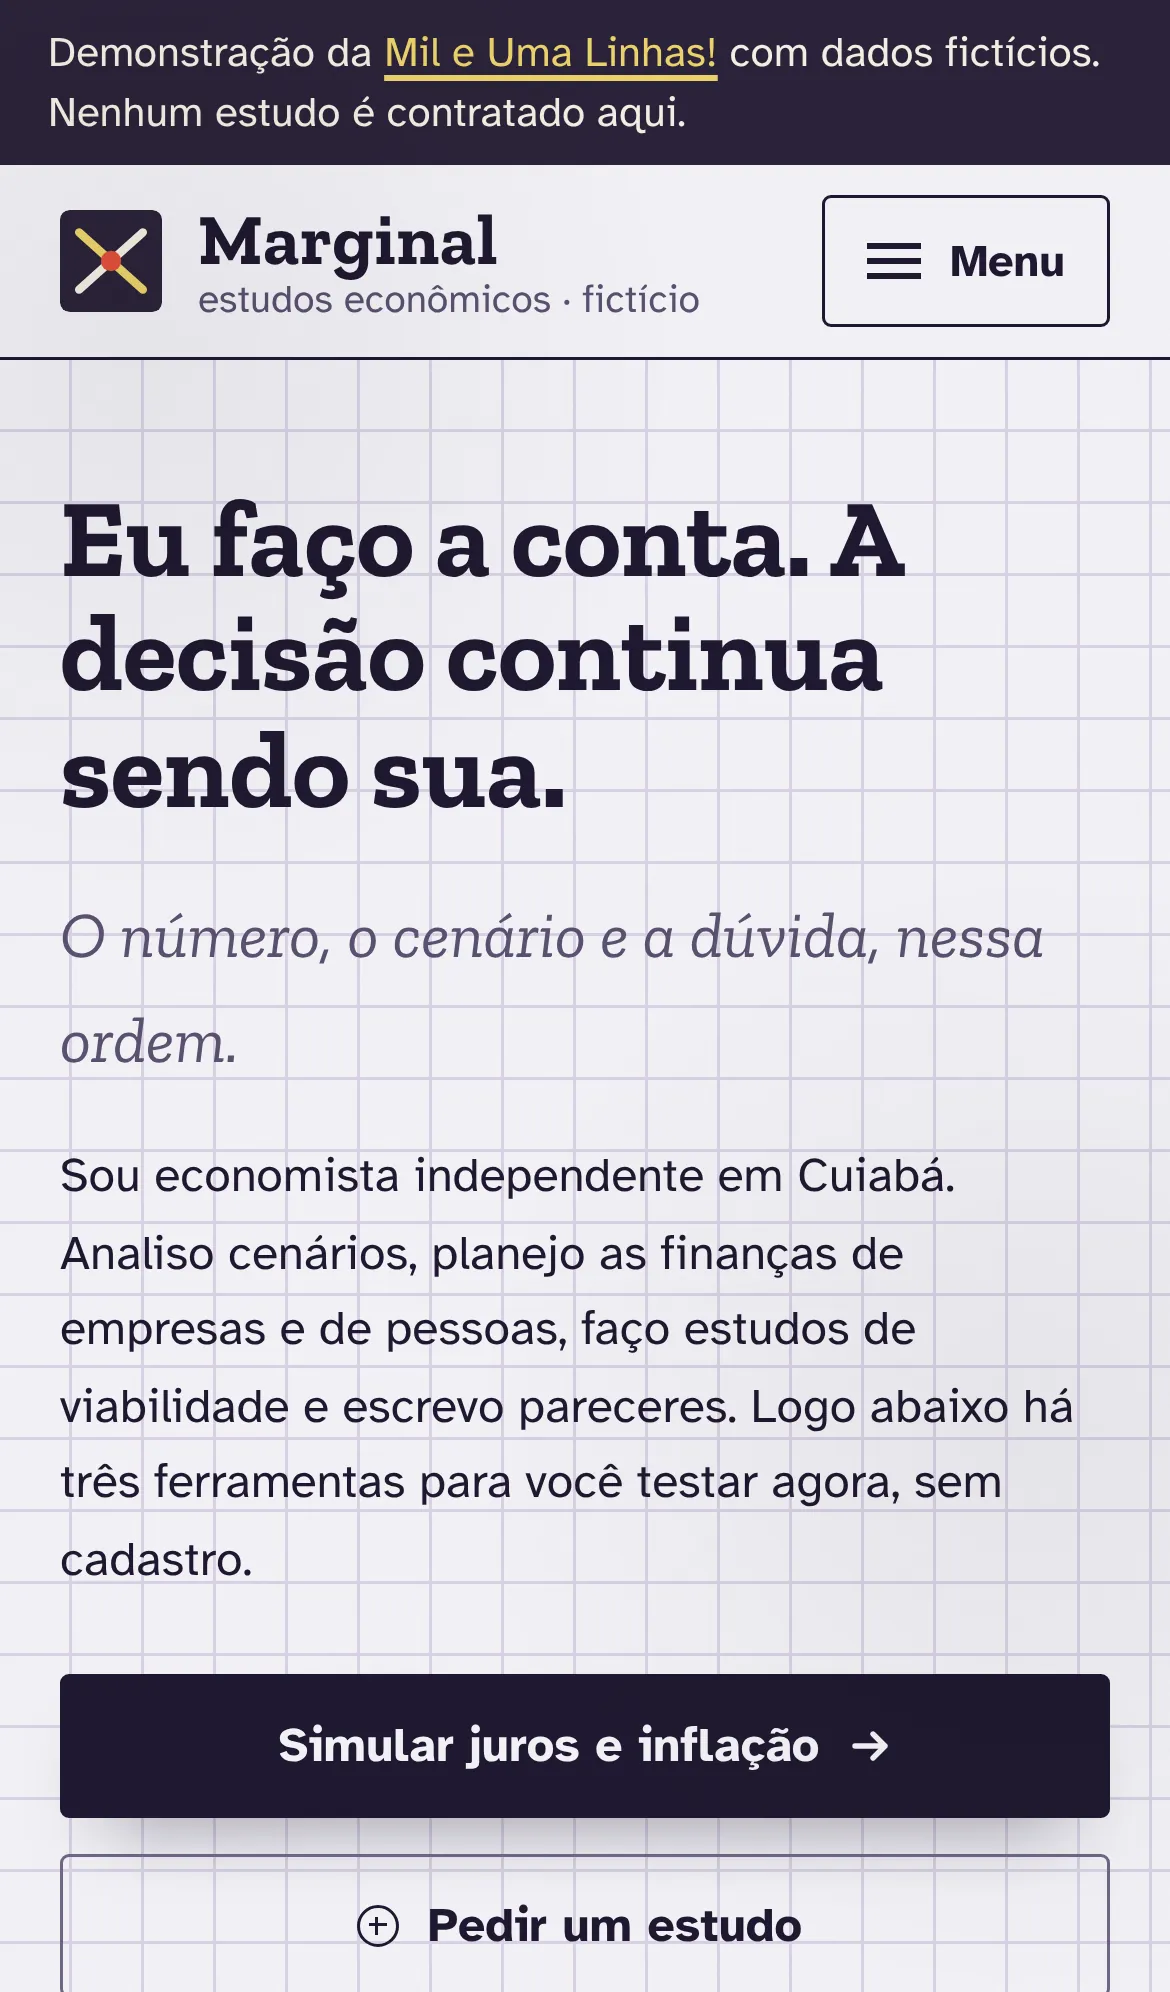 Demonstração da Mil e Uma Linhas! com dados fictícios.
Nenhum estudo é contratado aqui.
Marginal
estudos econômicos · fictício
Menu
Eu faço a conta. A
decisão continua
sendo sua.
O número, o cenário e a dúvida, nessa
ordem.
Sou economista independente em Cuiabá.
Analiso cenários, planejo as finanças de
empresas e de pessoas, faço estudos de
viabilidade e escrevo pareceres. Logo abaixo há
três ferramentas para você testar agora, sem
cadastro.
Simular juros e inflação →
Pedir um estudo